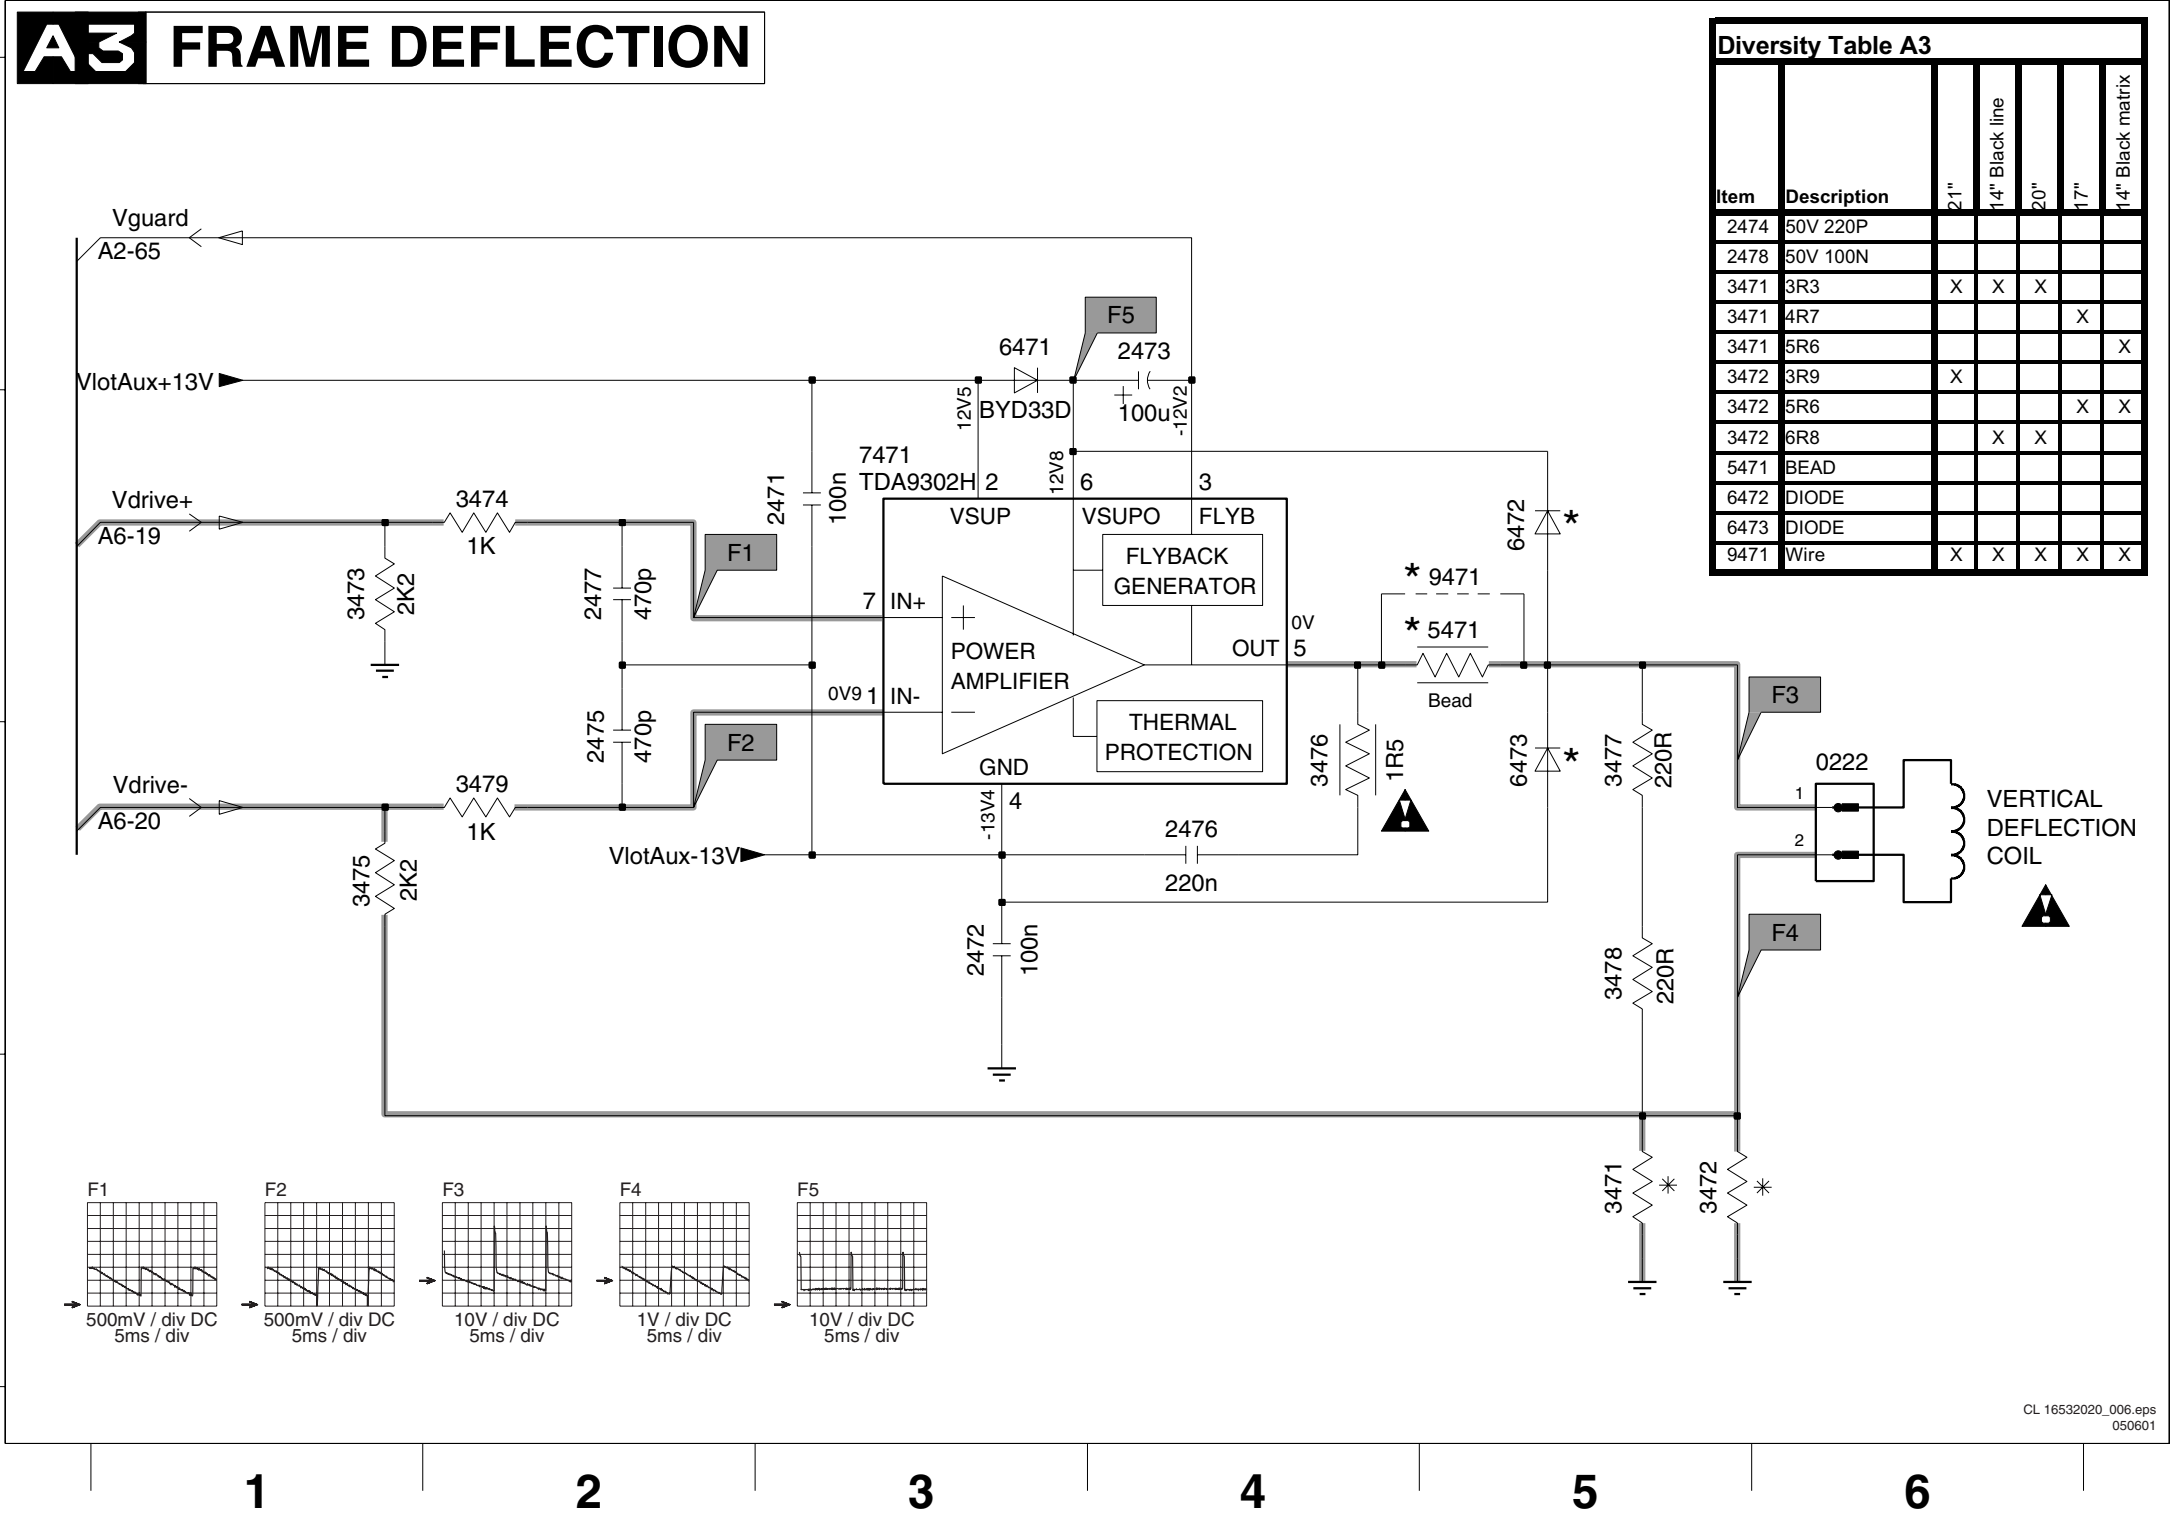 A3 FRAME DEFLECTION
Diversity Table A3
Item Description 21" 14" Black line 20" 17" 14" Black matrix
2474 50V 220P
2478 50V 100N
3471 3R3 X X X
3471 4R7 X
3471 5R6 X
3472 3R9 X
3472 5R6 X X
3472 6R8 X X
5471 BEAD
6472 DIODE
6473 DIODE
9471 Wire X X X X X
Vguard
A2-65
F5
6471
2473
VlotAux+13V
12V5
BYD33D
+
100u
-12V2
7471
TDA9302H
2
12V8
6
3
2471
100n
Vdrive+
A6-19
3474
1K
F1
VSUP
VSUPO
FLYB
FLYBACK
GENERATOR
6472
*
3473
2K2
2477
470p
7
IN+
+
* 9471
0V
* 5471
OUT
5
POWER
AMPLIFIER
0V9
1
IN-
−
Bead
F3
2475
470p
F2
THERMAL
PROTECTION
3476
1R5
6473
*
3477
220R
0222
GND
4
-13V4
1
2
VERTICAL
DEFLECTION
COIL
Vdrive-
A6-20
3479
1K
2476
220n
VlotAux-13V
3475
2K2
2472
100n
3478
220R
F4
3471
*
3472
*
F1
500mV / div DC
5ms / div
F2
500mV / div DC
5ms / div
F3
10V / div DC
5ms / div
F4
1V / div DC
5ms / div
F5
10V / div DC
5ms / div
CL 16532020_006.eps
050601
1 2 3 4 5 6